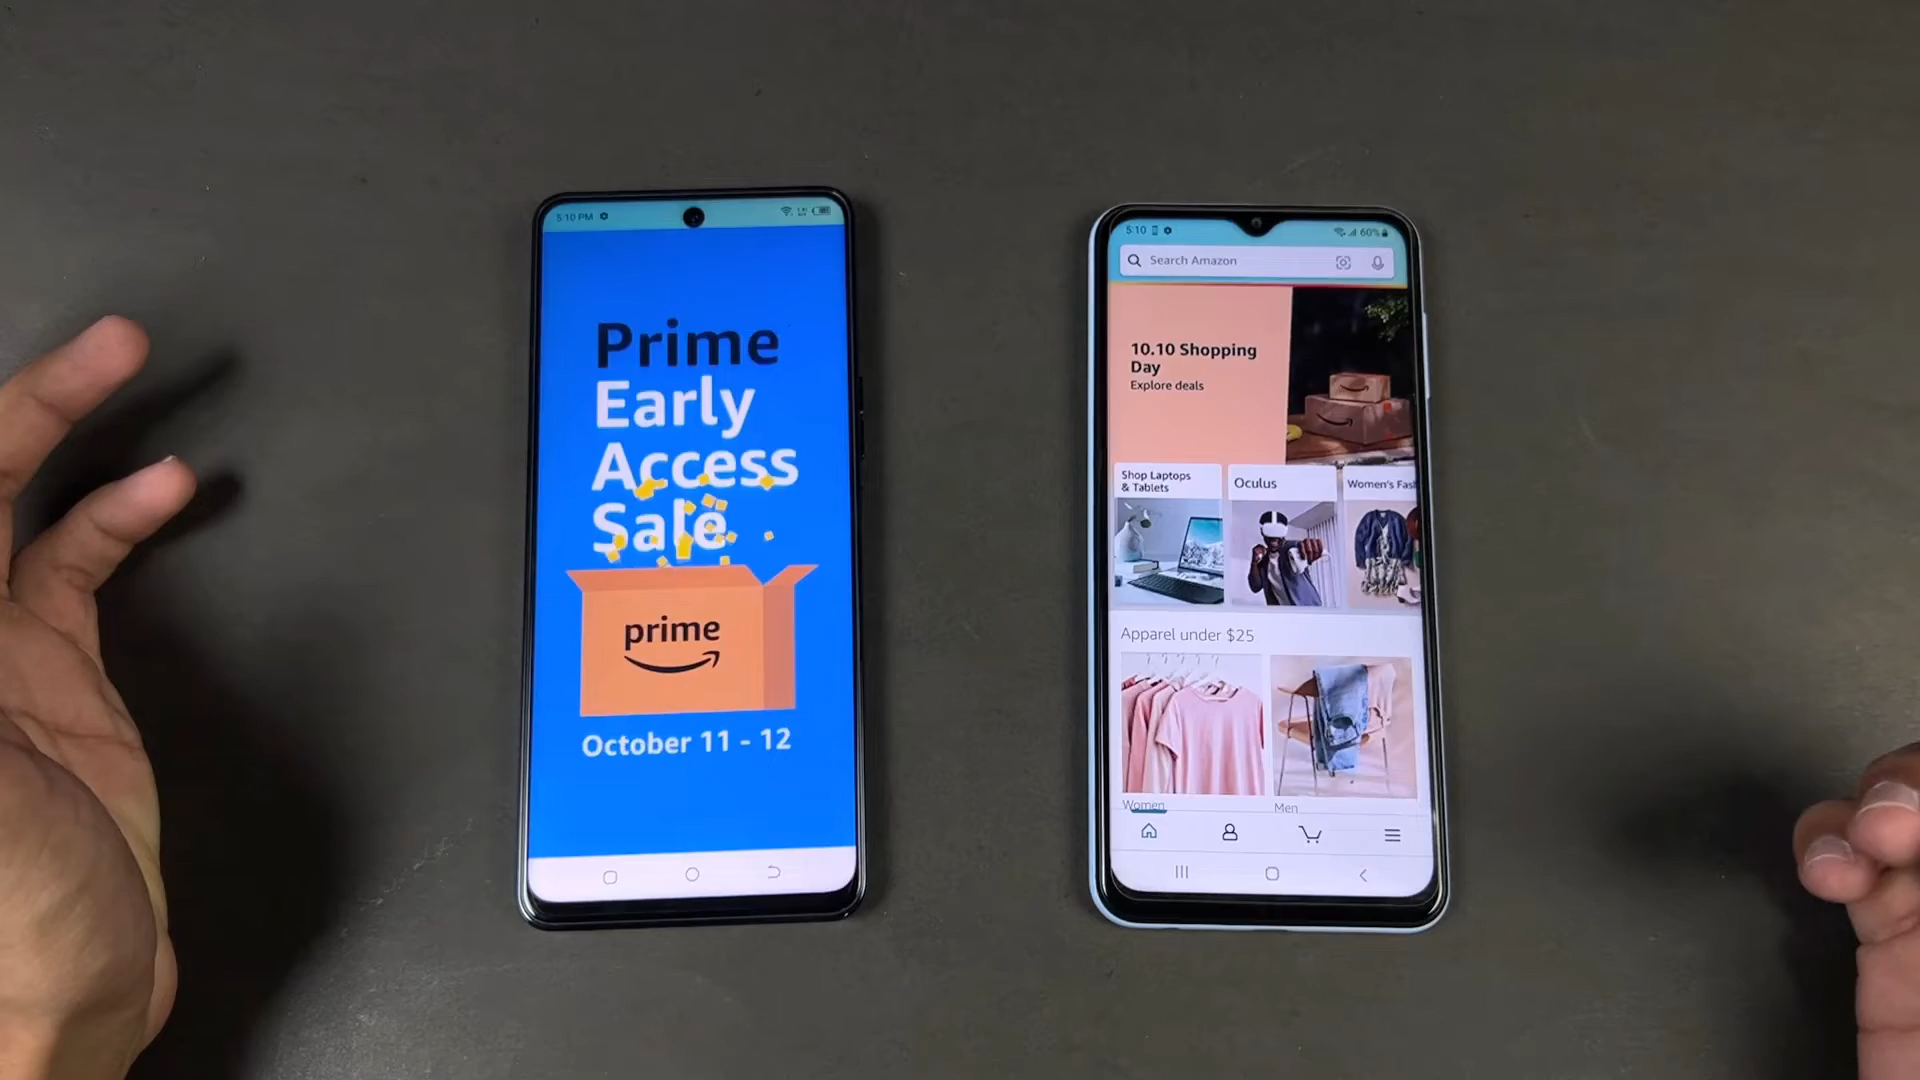 5:10 PM
Prime
Early
Access
Sale
prime
October 11 - 12
5:10
60%
Search Amazon
10.10 Shopping
Day
Explore deals
Shop Laptops
& Tablets
Oculus
Women's Fas
Apparel under $25
Women
Men